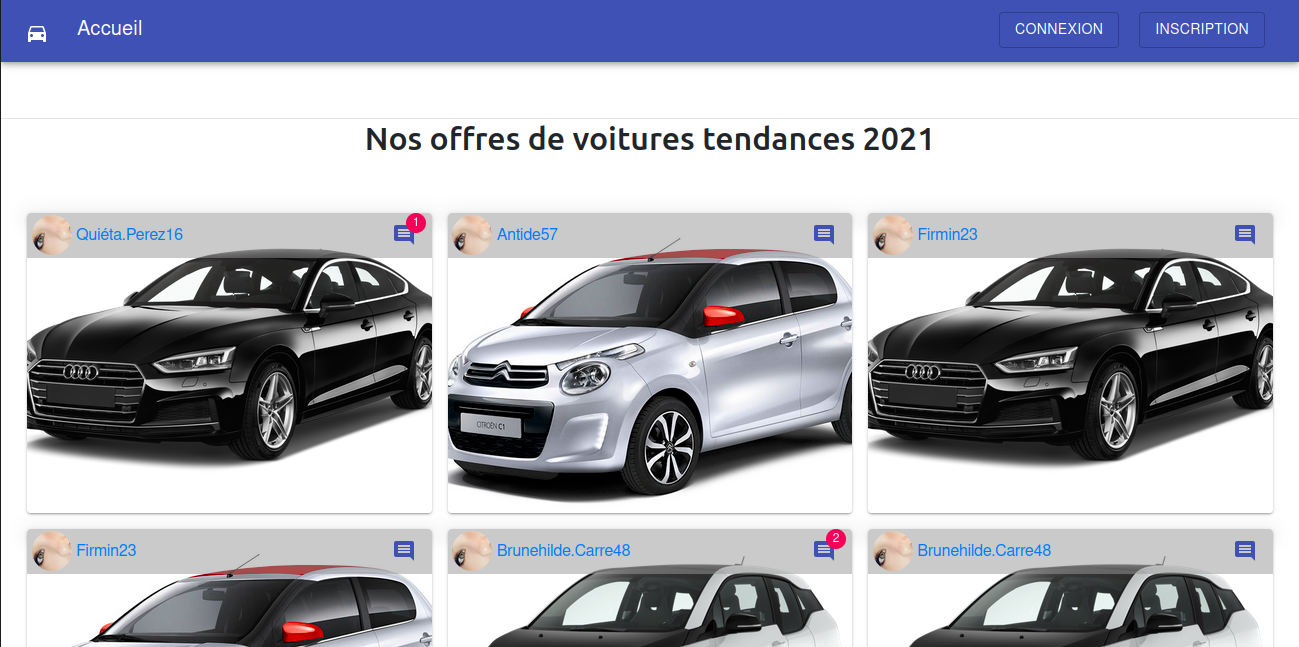 Accueil
CONNEXION
INSCRIPTION
Nos offres de voitures tendances 2021
Quiéta.Perez16
1
Antide57
Firmin23
CITROËN C1
Firmin23
Brunehilde.Carre48
2
Brunehilde.Carre48